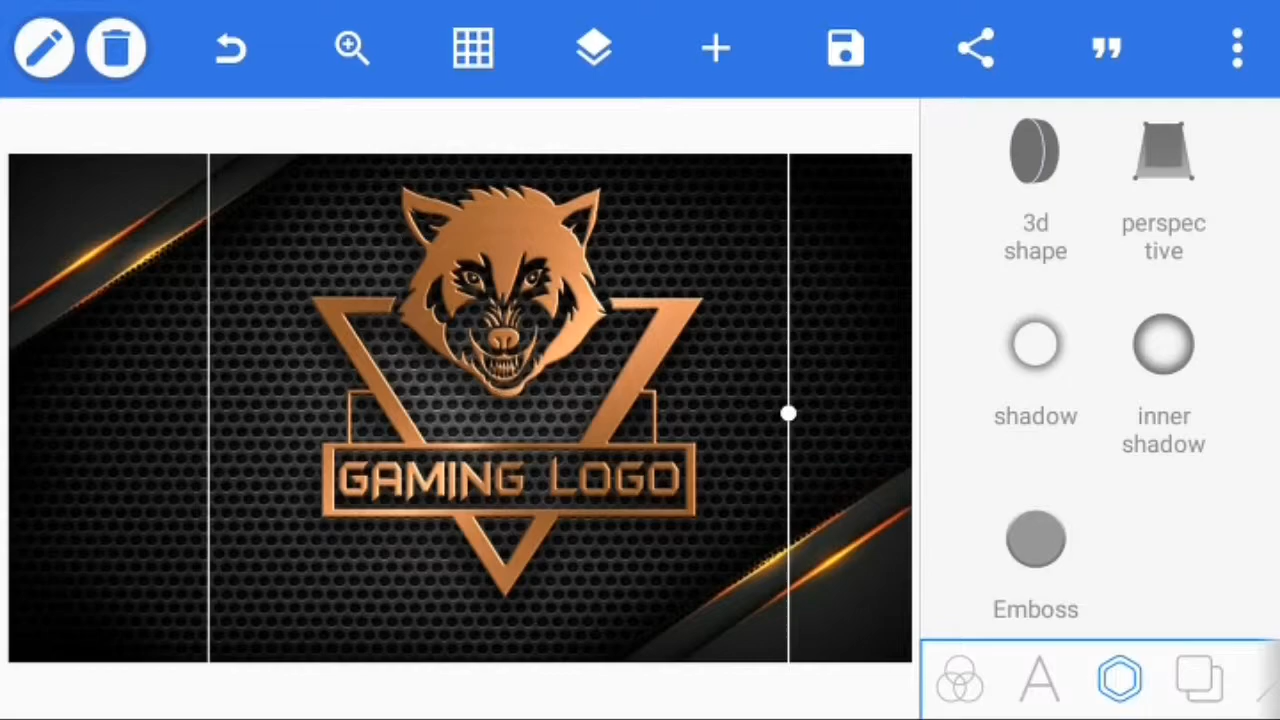 3d
shape
perspec
tive
shadow
inner
shadow
GAMING LOGO
Emboss